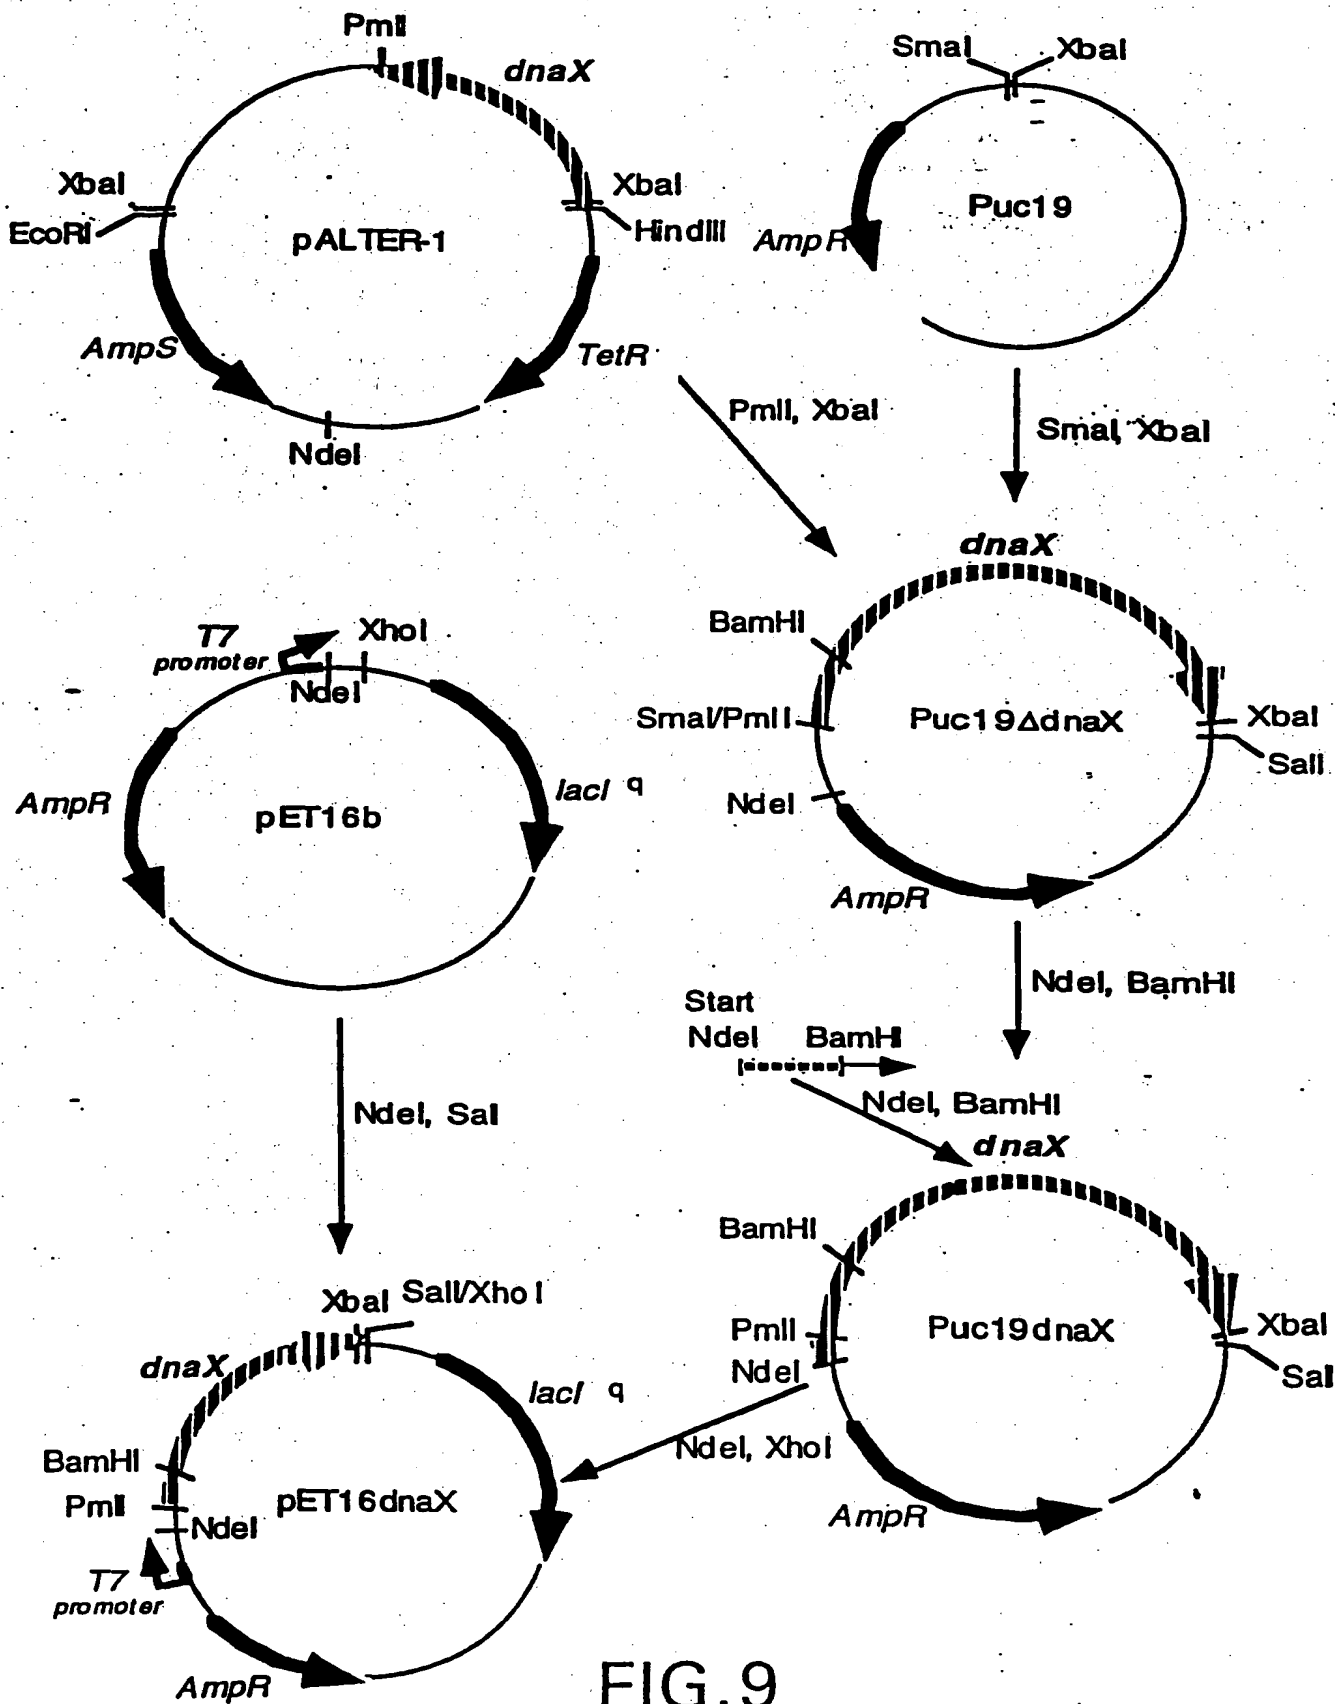 PmlI
dnaX
XbaI
EcoRI
pALTER-1
XbaI
HindIII
AmpS
TetR
NdeI
SmaI
XbaI
Puc19
AmpR
PmlI, XbaI
SmaI, XbaI
dnaX
BamHI
SmaI/PmlI
Puc19ΔdnaX
XbaI
SalI
NdeI
AmpR
T7
promoter
XhoI
NdeI
AmpR
pET16b
lacI q
NdeI, BamHI
Start
NdeI BamHI
NdeI, BamHI
NdeI, SalI
dnaX
BamHI
PmlI
NdeI
Puc19dnaX
XbaI
SalI
AmpR
NdeI, XhoI
XbaI SalI/XhoI
dnaX
lacI q
BamHI
PmlI
NdeI
pET16dnaX
T7
promoter
AmpR
FIG.9